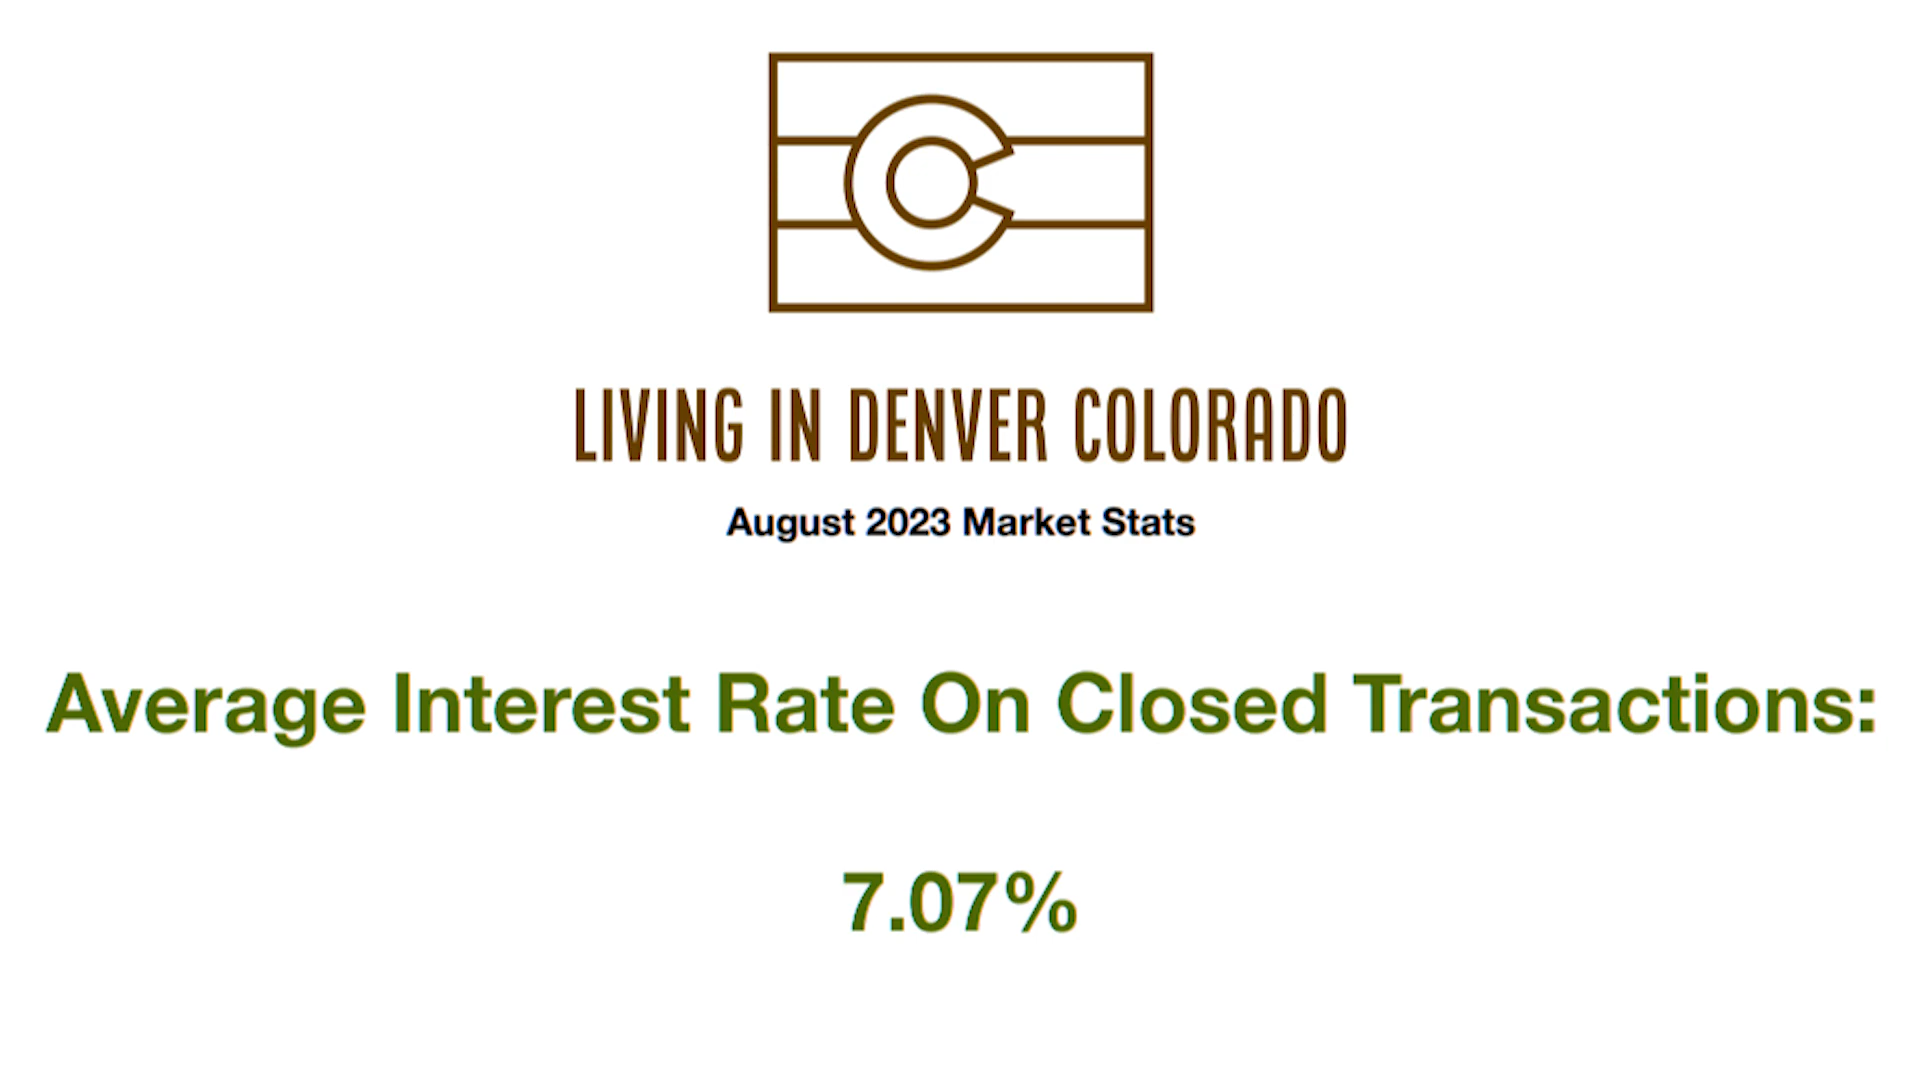 LIVING IN DENVER COLORADO
August 2023 Market Stats
Average Interest Rate On Closed Transactions:
7.07%